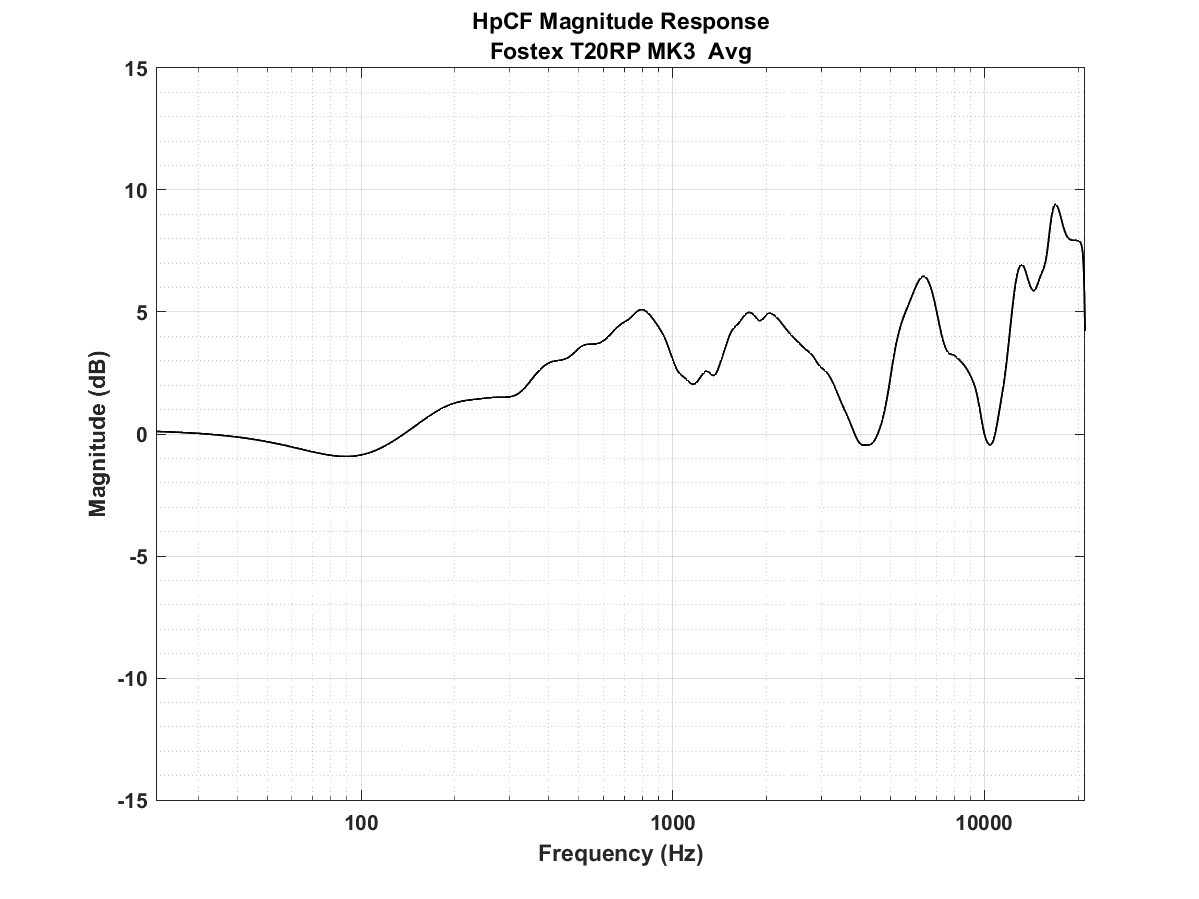 HpCF Magnitude Response
Fostex T20RP MK3  Avg
15
10
5
0
-5
-10
-15
Magnitude (dB)
100
1000
10000
Frequency (Hz)